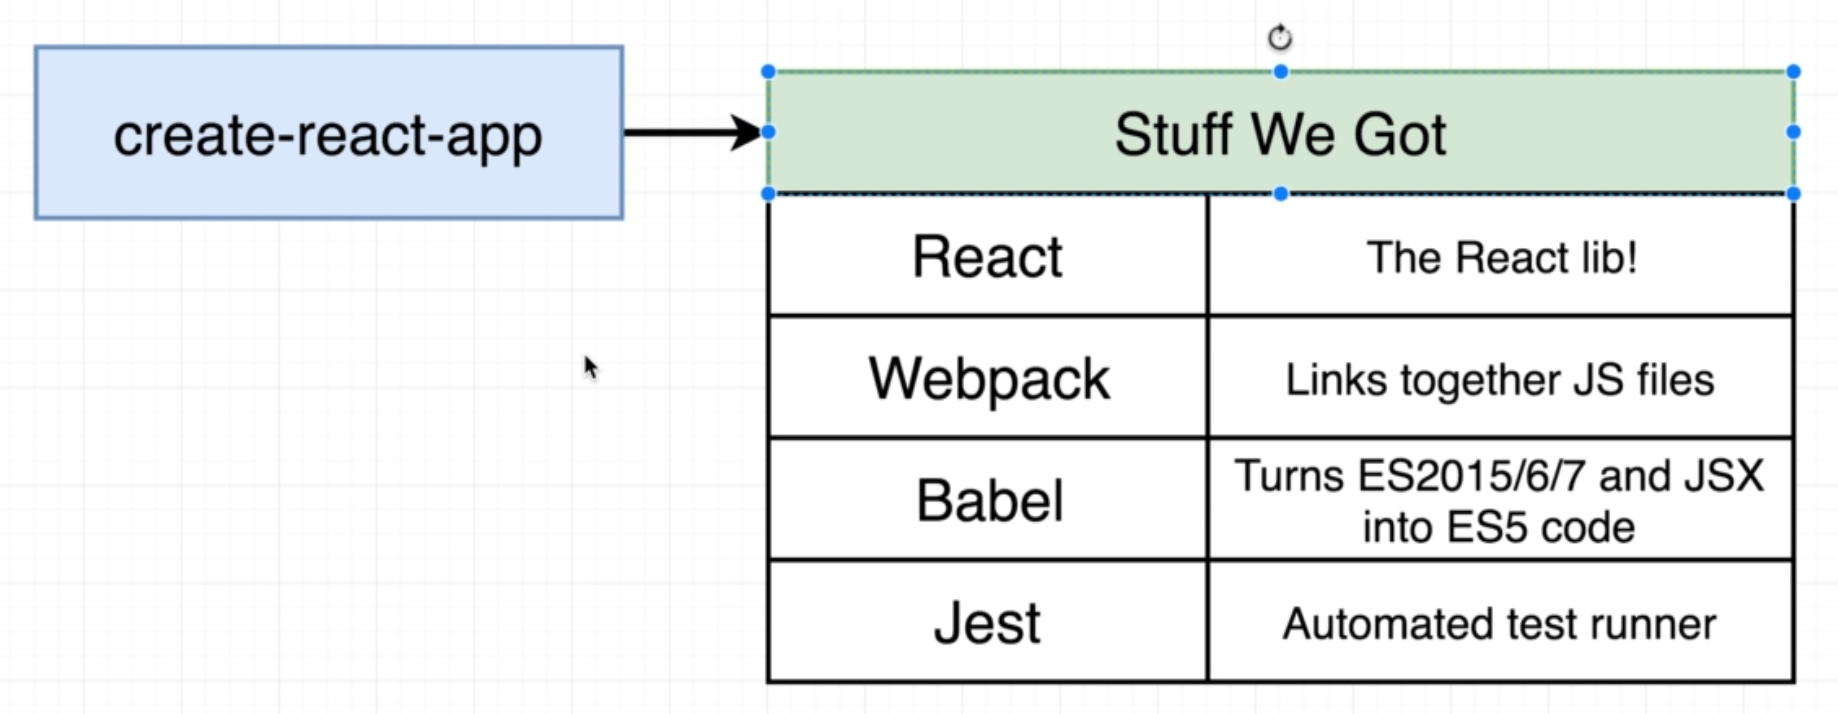 create-react-app
Stuff We Got
React
The React lib!
Webpack
Links together JS files
Babel
Turns ES2015/6/7 and JSX
into ES5 code
Jest
Automated test runner